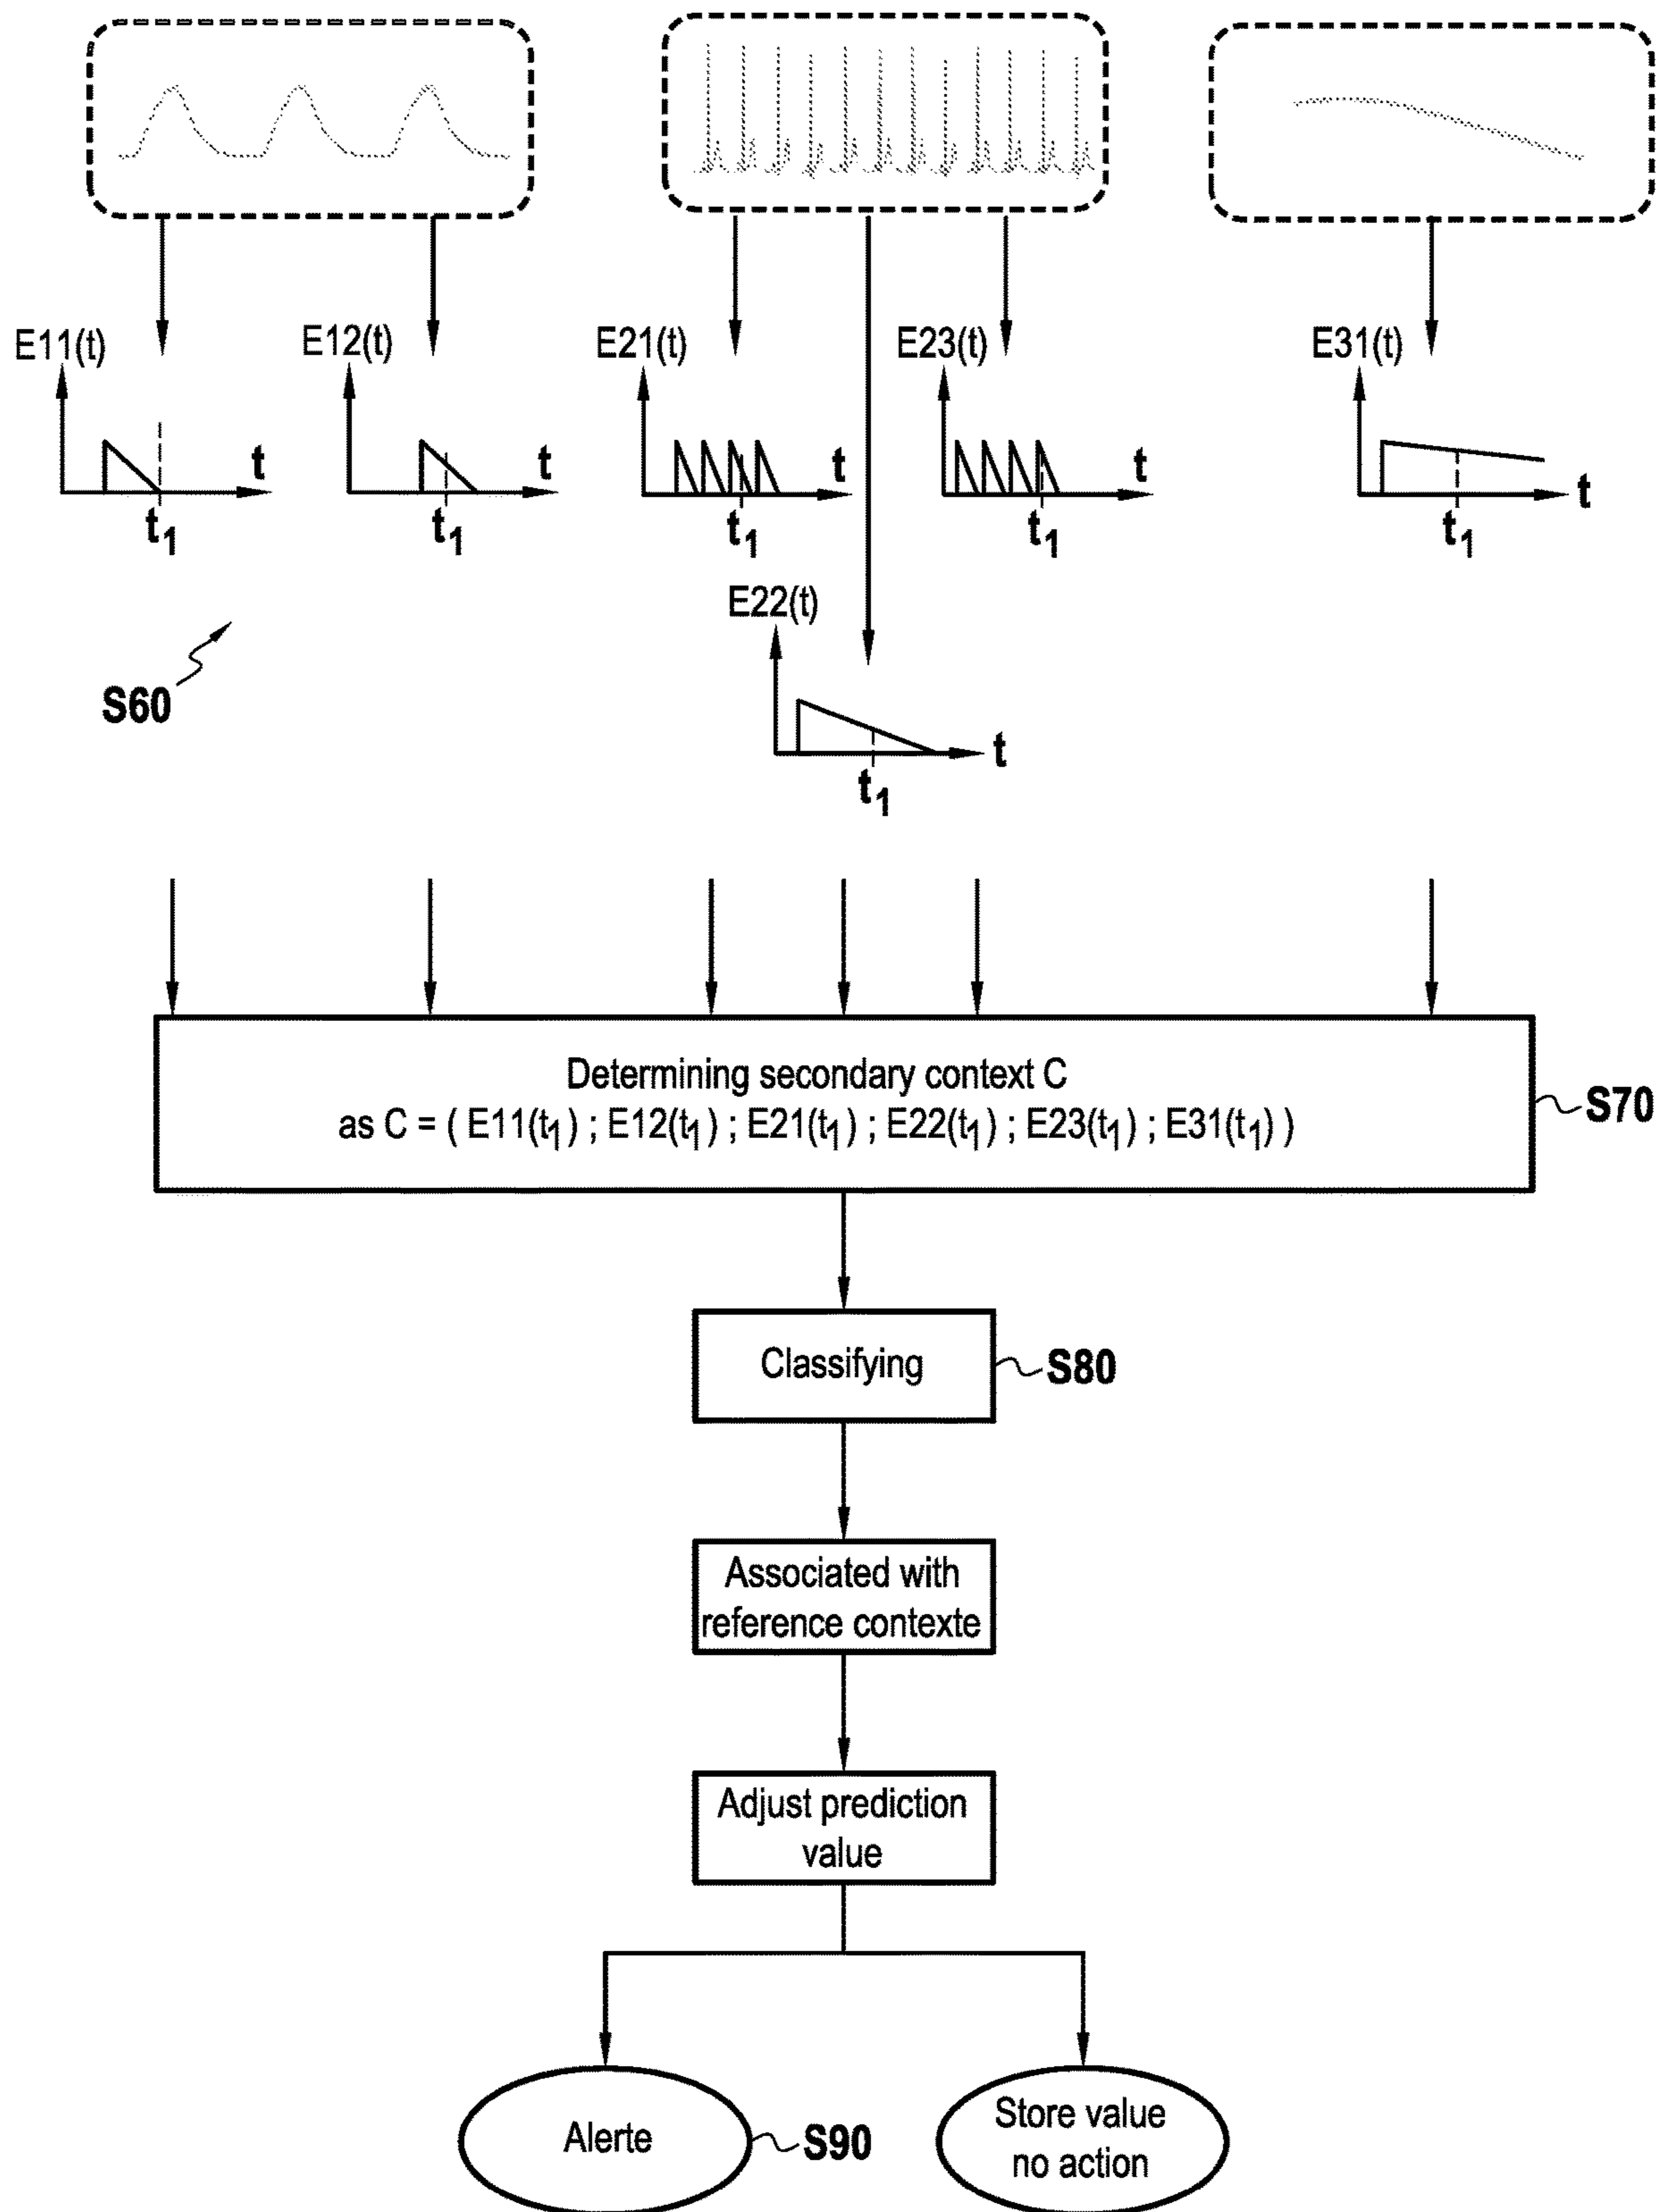 E11(t)
E12(t)
E21(t)
E23(t)
E31(t)
t
t
t
t
t
t1
t1
t1
t1
t1
E22(t)
S60
t
t1
Determining secondary context C
as C = ( E11(t1) ; E12(t1) ; E21(t1) ; E22(t1) ; E23(t1) ; E31(t1) )
S70
Classifying
S80
Associated with
reference contexte
Adjust prediction
value
Alerte
S90
Store value
no action